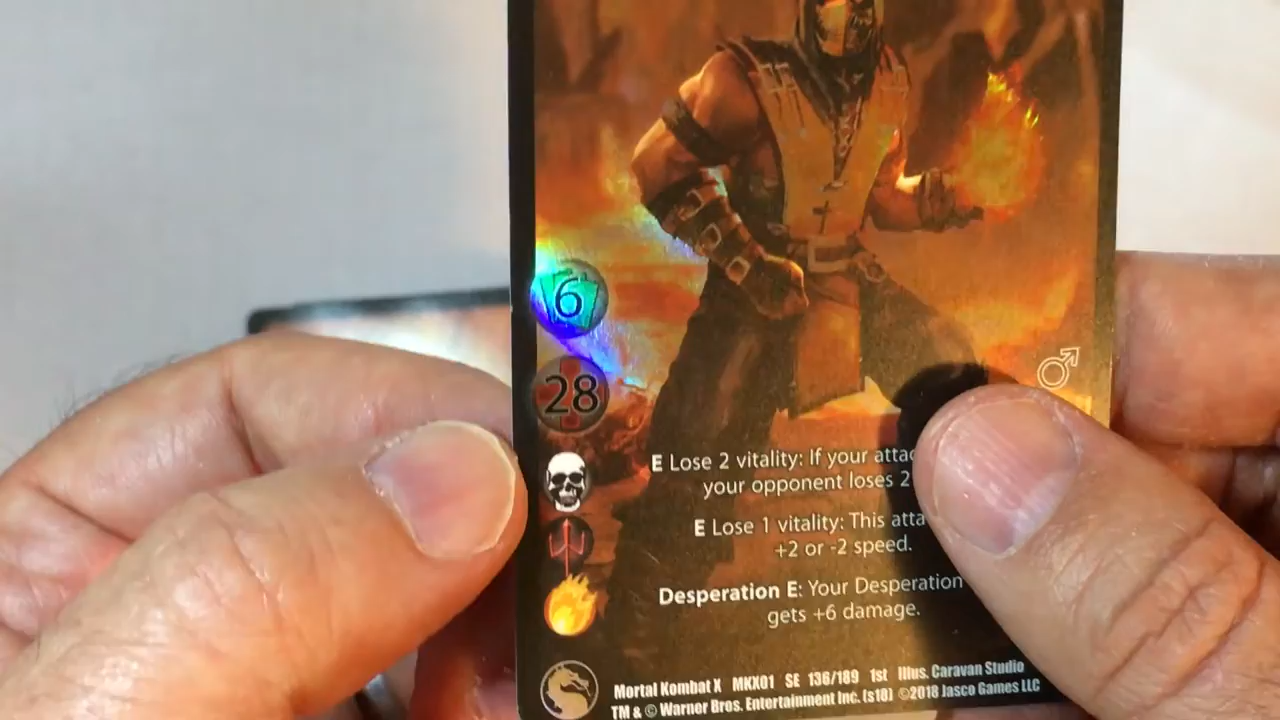 6
28
E Lose 2 vitality: If your
your opponent loses 2
E Lose 1 vitality: This
+2 or -2 speed.
Desperation E: Your Desperation
gets +6 damage.
Mortal Kombat X MKX01 SE 136/189 1st Illus. Caravan Studio
TM & © Warner Bros. Entertainment Inc. (s18) ©2018 Jasco Games LLC